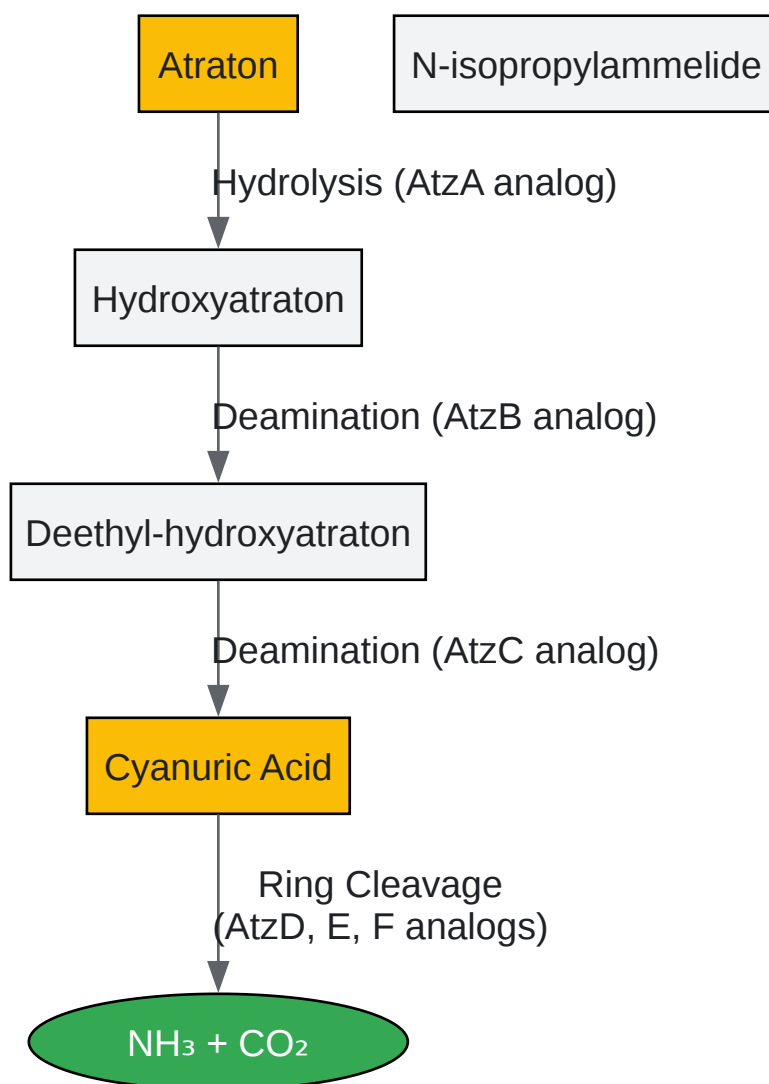 Atraton
N-isopropylammelide
Hydrolysis (AtzA analog)
Hydroxyatraton
Deamination (AtzB analog)
Deethyl-hydroxyatraton
Deamination (AtzC analog)
Cyanuric Acid
Ring Cleavage
(AtzD, E, F analogs)
NH₃ + CO₂